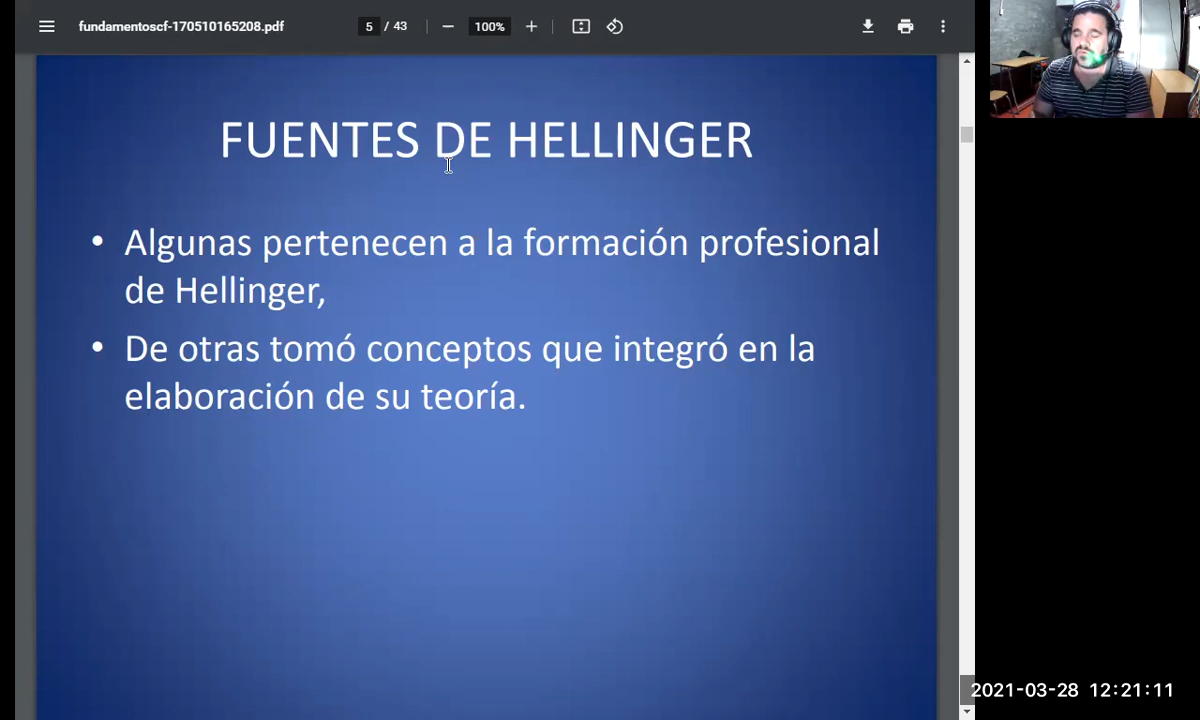 fundamentoscf-170510165208.pdf
5 / 43
100%
FUENTES DE HELLINGER
• Algunas pertenecen a la formación profesional
de Hellinger,
• De otras tomó conceptos que integró en la
elaboración de su teoría.
2021-03-28 12:21:11